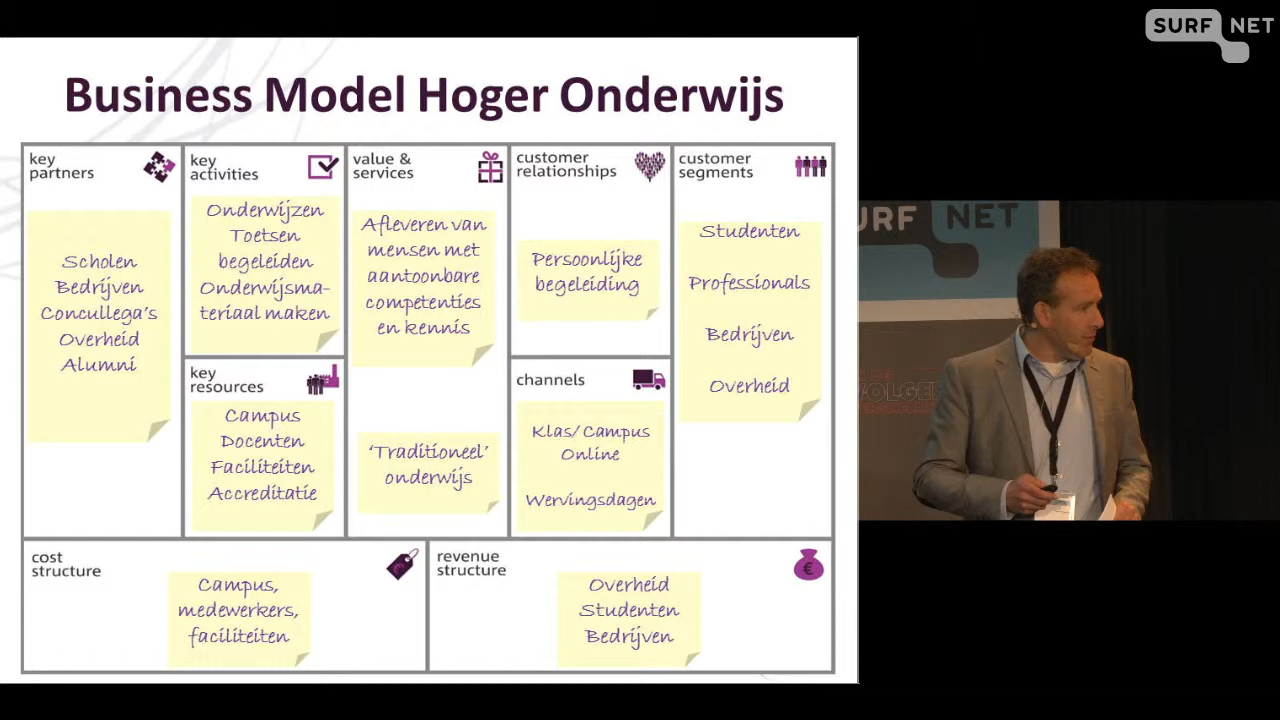 SURF NET
Business Model Hoger Onderwijs
key
partners
Scholen
Bedrijven
Concullega's
Overheid
Alumni
key
activities
Onderwijzen
Toetsen
begeleiden
Onderwijsma-
teriaal maken
key
resources
Campus
Docenten
Faciliteiten
Accreditatie
value &
services
Afleveren van
mensen met
aantoonbare
competenties
en kennis
'Traditioneel'
onderwijs
customer
relationships
Persoonlijke
begeleiding
channels
Klas/Campus
Online
Wervingsdagen
customer
segments
Studenten
Professionals
Bedrijven
Overheid
cost
structure
Campus,
medewerkers,
faciliteiten
revenue
structure
€
Overheid
Studenten
Bedrijven
URF NET